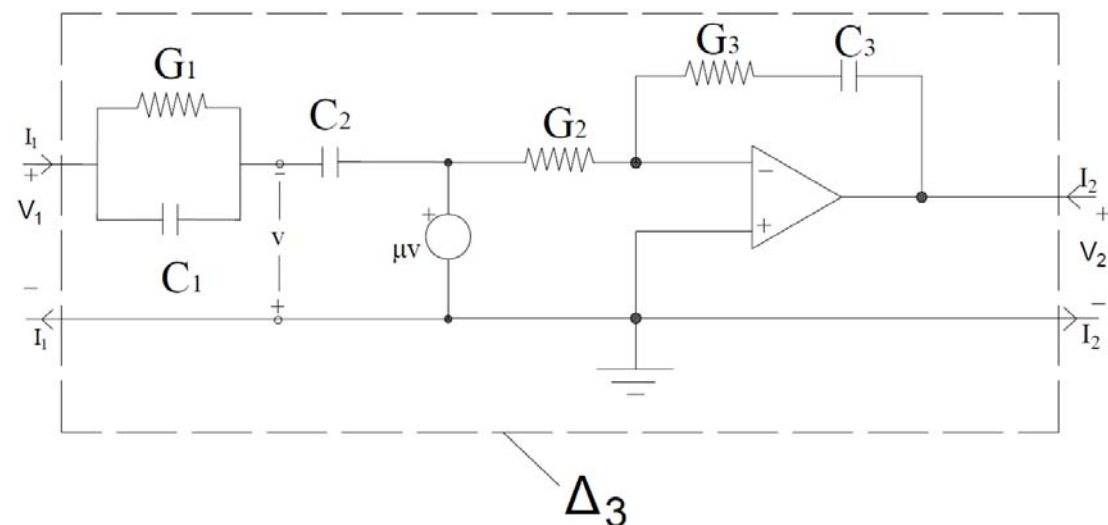 G₃
C₃
G₁
C₂
G₂
I₁
+
V₁
−
−
v
+
C₁
+
μv
−
+
I₂
+
V₂
−
I₁
I₂
Δ₃